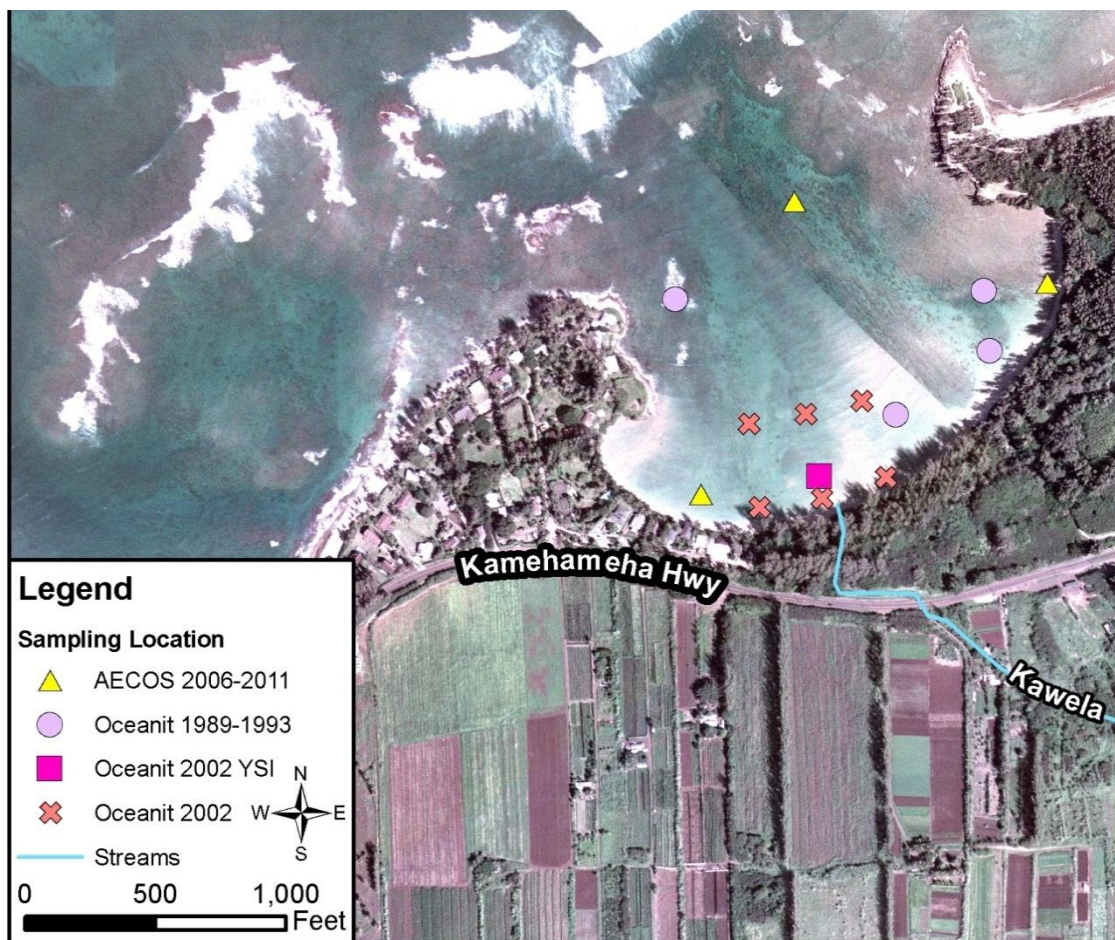 Kamehameha Hwy
Kawela
Legend
Sampling Location
AECOS 2006-2011
Oceanit 1989-1993
Oceanit 2002 YSI
Oceanit 2002
Streams
N
W E
S
0 500 1,000
Feet